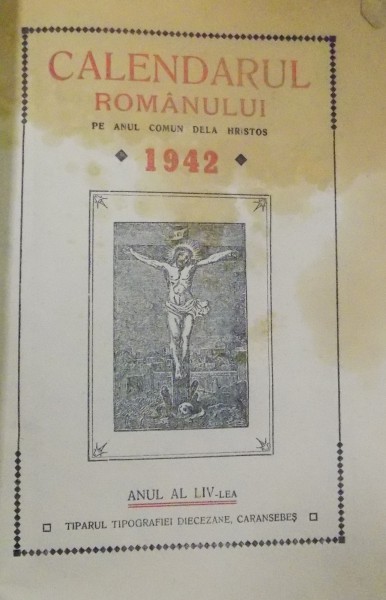 CALENDARUL
ROMÂNULUI
PE ANUL COMUN DELA HRISTOS
1942
ANUL AL LIV-LEA
TIPARUL TIPOGRAFIEI DIECEZANE, CARANSEBEȘ